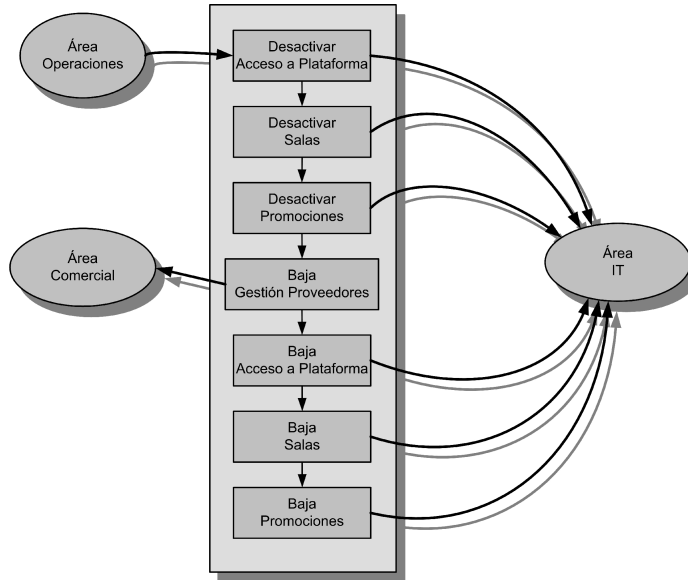 Área
Operaciones
Desactivar
Acceso a Plataforma
Desactivar
Salas
Desactivar
Promociones
Área
Comercial
Baja
Gestión Proveedores
Área
IT
Baja
Acceso a Plataforma
Baja
Salas
Baja
Promociones